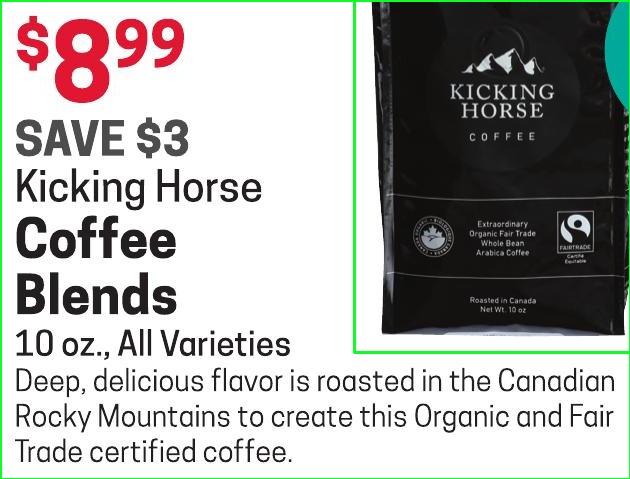 $8.99
SAVE $3
Kicking Horse
Coffee
Blends
10 oz., All Varieties
Deep, delicious flavor is roasted in the Canadian
Rocky Mountains to create this Organic and Fair
Trade certified coffee.
KICKING
HORSE
COFFEE
Extraordinary
Organic Fair Trade
Whole Bean
Arabica Coffee
FAIRTRADE
Certifié
Équitable
Roasted in Canada
Net Wt. 10 oz